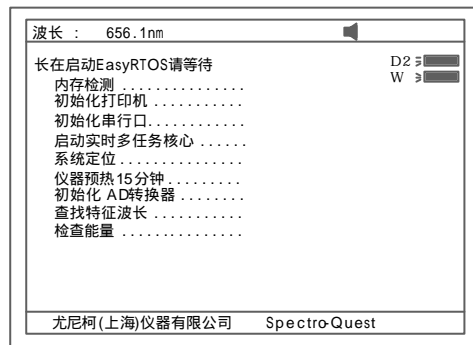 波长 : 656.1nm
长在启动EasyRTOS请等待
D2
W
内存检测 ...............
初始化打印机 ...........
初始化串行口............
启动实时多任务核心 ......
系统定位...............
仪器预热15分钟.........
初始化 AD转换器 ........
查找特征波长 ...........
检查能量 ...............
尤尼柯(上海)仪器有限公司 Spectro-Quest